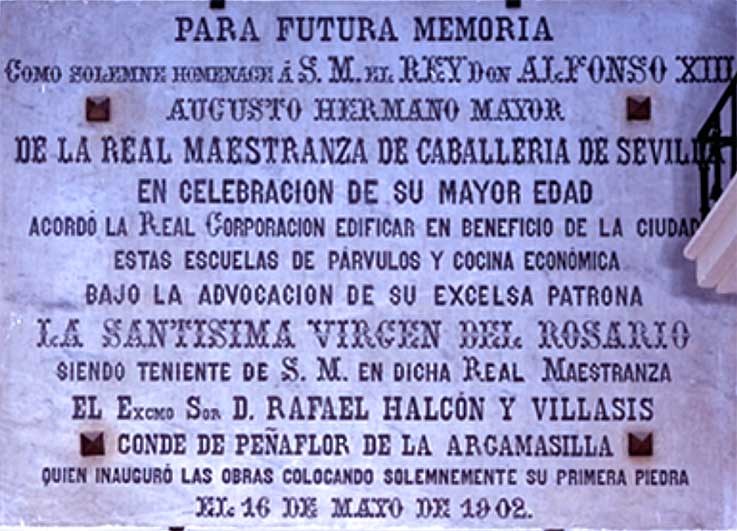 PARA FUTURA MEMORIA
COMO SOLEMNE HOMENAGE Á S. M. EL REY DON ALFONSO XIII
AUGUSTO HERMANO MAYOR
DE LA REAL MAESTRANZA DE CABALLERIA DE SEVILLA
EN CELEBRACION DE SU MAYOR EDAD
ACORDÓ LA REAL CORPORACION EDIFICAR EN BENEFICIO DE LA CIUDAD
ESTAS ESCUELAS DE PÁRVULOS Y COCINA ECONÓMICA
BAJO LA ADVOCACION DE SU EXCELSA PATRONA
LA SANTISIMA VIRGEN DEL ROSARIO
SIENDO TENIENTE DE S. M. EN DICHA REAL MAESTRANZA
EL EXCMO SOR D. RAFAEL HALCÓN Y VILLASIS
CONDE DE PEÑAFLOR DE LA ARGAMASILLA
QUIEN INAUGURÓ LAS OBRAS COLOCANDO SOLEMNEMENTE SU PRIMERA PIEDRA
EL 16 DE MAYO DE 1902.